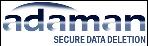 adaman
SECURE DATA DELETION